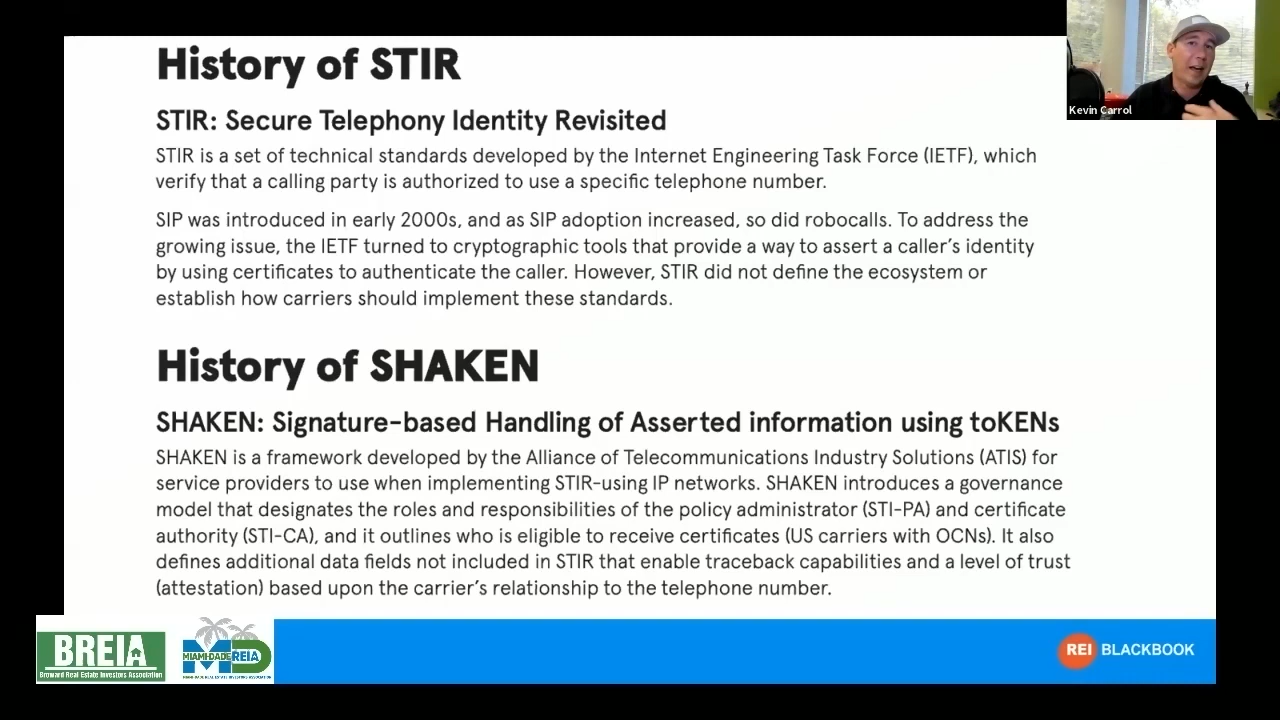 History of STIR
STIR: Secure Telephony Identity Revisited
STIR is a set of technical standards developed by the Internet Engineering Task Force (IETF), which
verify that a calling party is authorized to use a specific telephone number.
SIP was introduced in early 2000s, and as SIP adoption increased, so did robocalls. To address the
growing issue, the IETF turned to cryptographic tools that provide a way to assert a caller's identity
by using certificates to authenticate the caller. However, STIR did not define the ecosystem or
establish how carriers should implement these standards.
History of SHAKEN
SHAKEN: Signature-based Handling of Asserted information using toKENs
SHAKEN is a framework developed by the Alliance of Telecommunications Industry Solutions (ATIS) for
service providers to use when implementing STIR-using IP networks. SHAKEN introduces a governance
model that designates the roles and responsibilities of the policy administrator (STI-PA) and certificate
authority (STI-CA), and it outlines who is eligible to receive certificates (US carriers with OCNs). It also
defines additional data fields not included in STIR that enable traceback capabilities and a level of trust
(attestation) based upon the carrier's relationship to the telephone number.
Kevin Carrol
BREIA
Broward Real Estate Investors Association
MIAMI-DADE REIA
MIAMI-DADE REAL ESTATE INVESTORS ASSOCIATION
REI BLACKBOOK